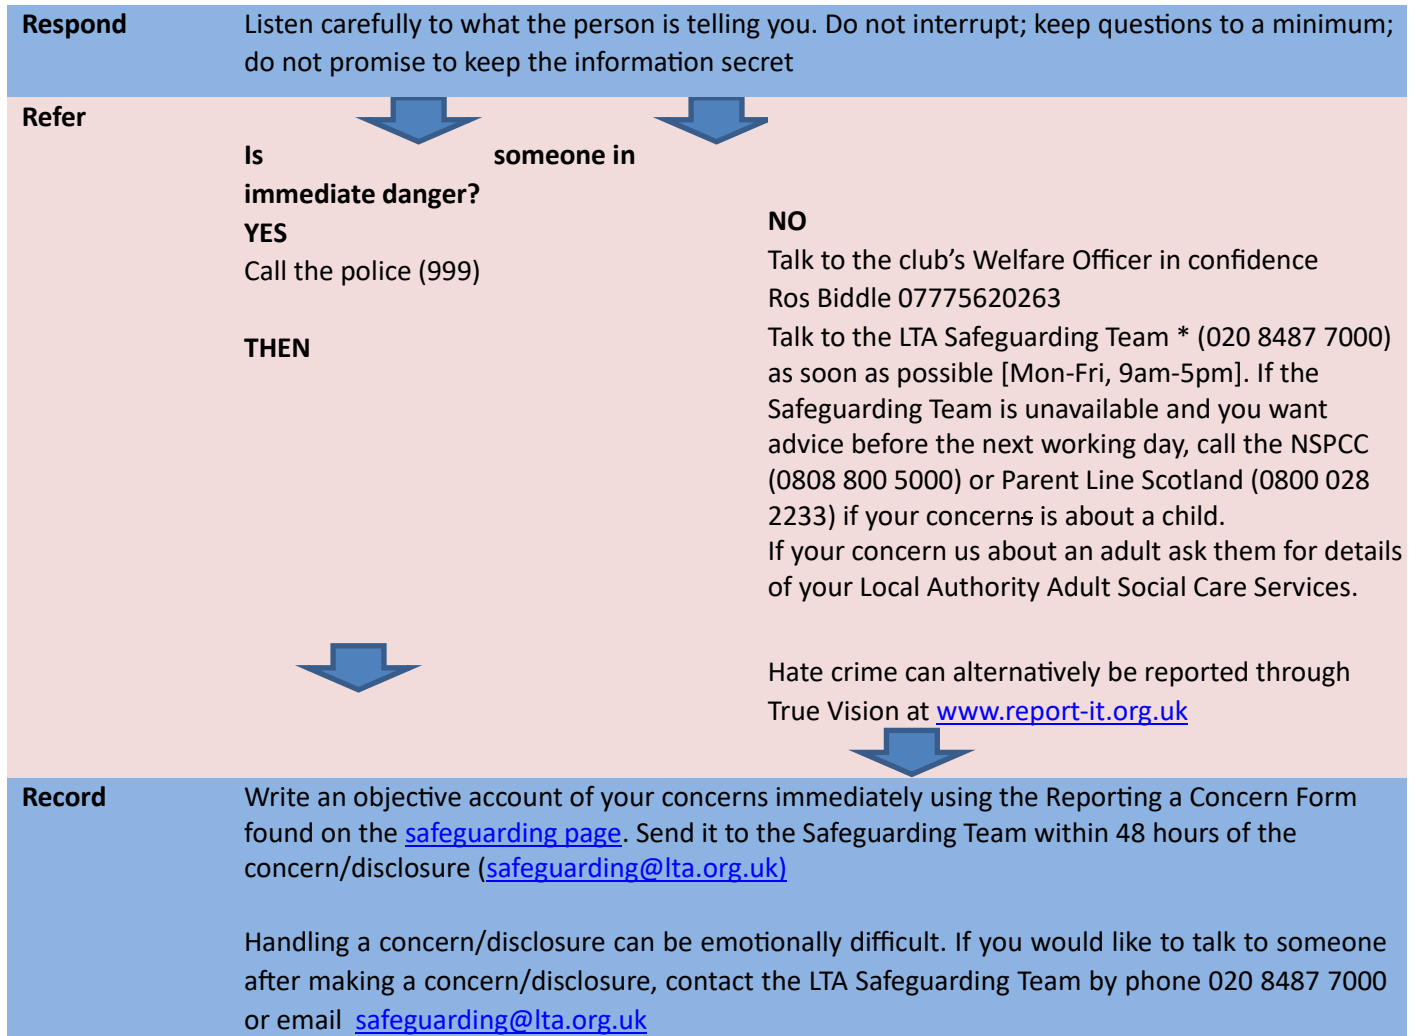 Respond
Listen carefully to what the person is telling you. Do not interrupt; keep questions to a minimum;
do not promise to keep the information secret
Refer
Is someone in
immediate danger?
YES
Call the police (999)
THEN
NO
Talk to the club’s Welfare Officer in confidence
Ros Biddle 07775620263
Talk to the LTA Safeguarding Team * (020 8487 7000)
as soon as possible [Mon-Fri, 9am-5pm]. If the
Safeguarding Team is unavailable and you want
advice before the next working day, call the NSPCC
(0808 800 5000) or Parent Line Scotland (0800 028
2233) if your concerns is about a child.
If your concern us about an adult ask them for details
of your Local Authority Adult Social Care Services.
Hate crime can alternatively be reported through
True Vision at www.report-it.org.uk
Record
Write an objective account of your concerns immediately using the Reporting a Concern Form
found on the safeguarding page. Send it to the Safeguarding Team within 48 hours of the
concern/disclosure (safeguarding@lta.org.uk)
Handling a concern/disclosure can be emotionally difficult. If you would like to talk to someone
after making a concern/disclosure, contact the LTA Safeguarding Team by phone 020 8487 7000
or email safeguarding@lta.org.uk